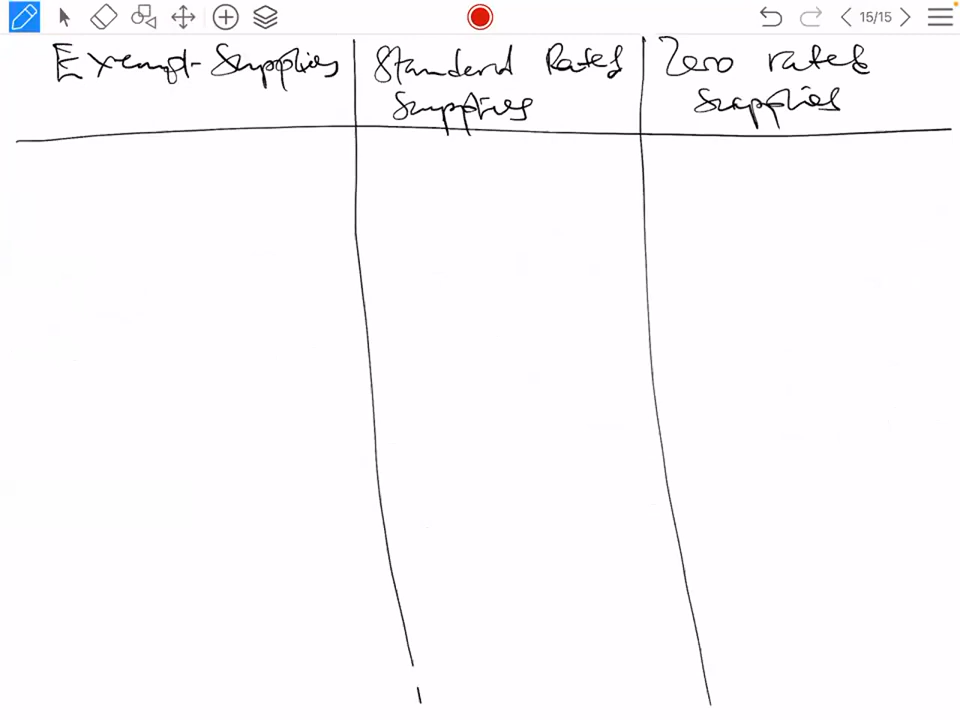 15/15
Exempt Supplies
Standard Rated
Supplies
Zero rated
Supplies